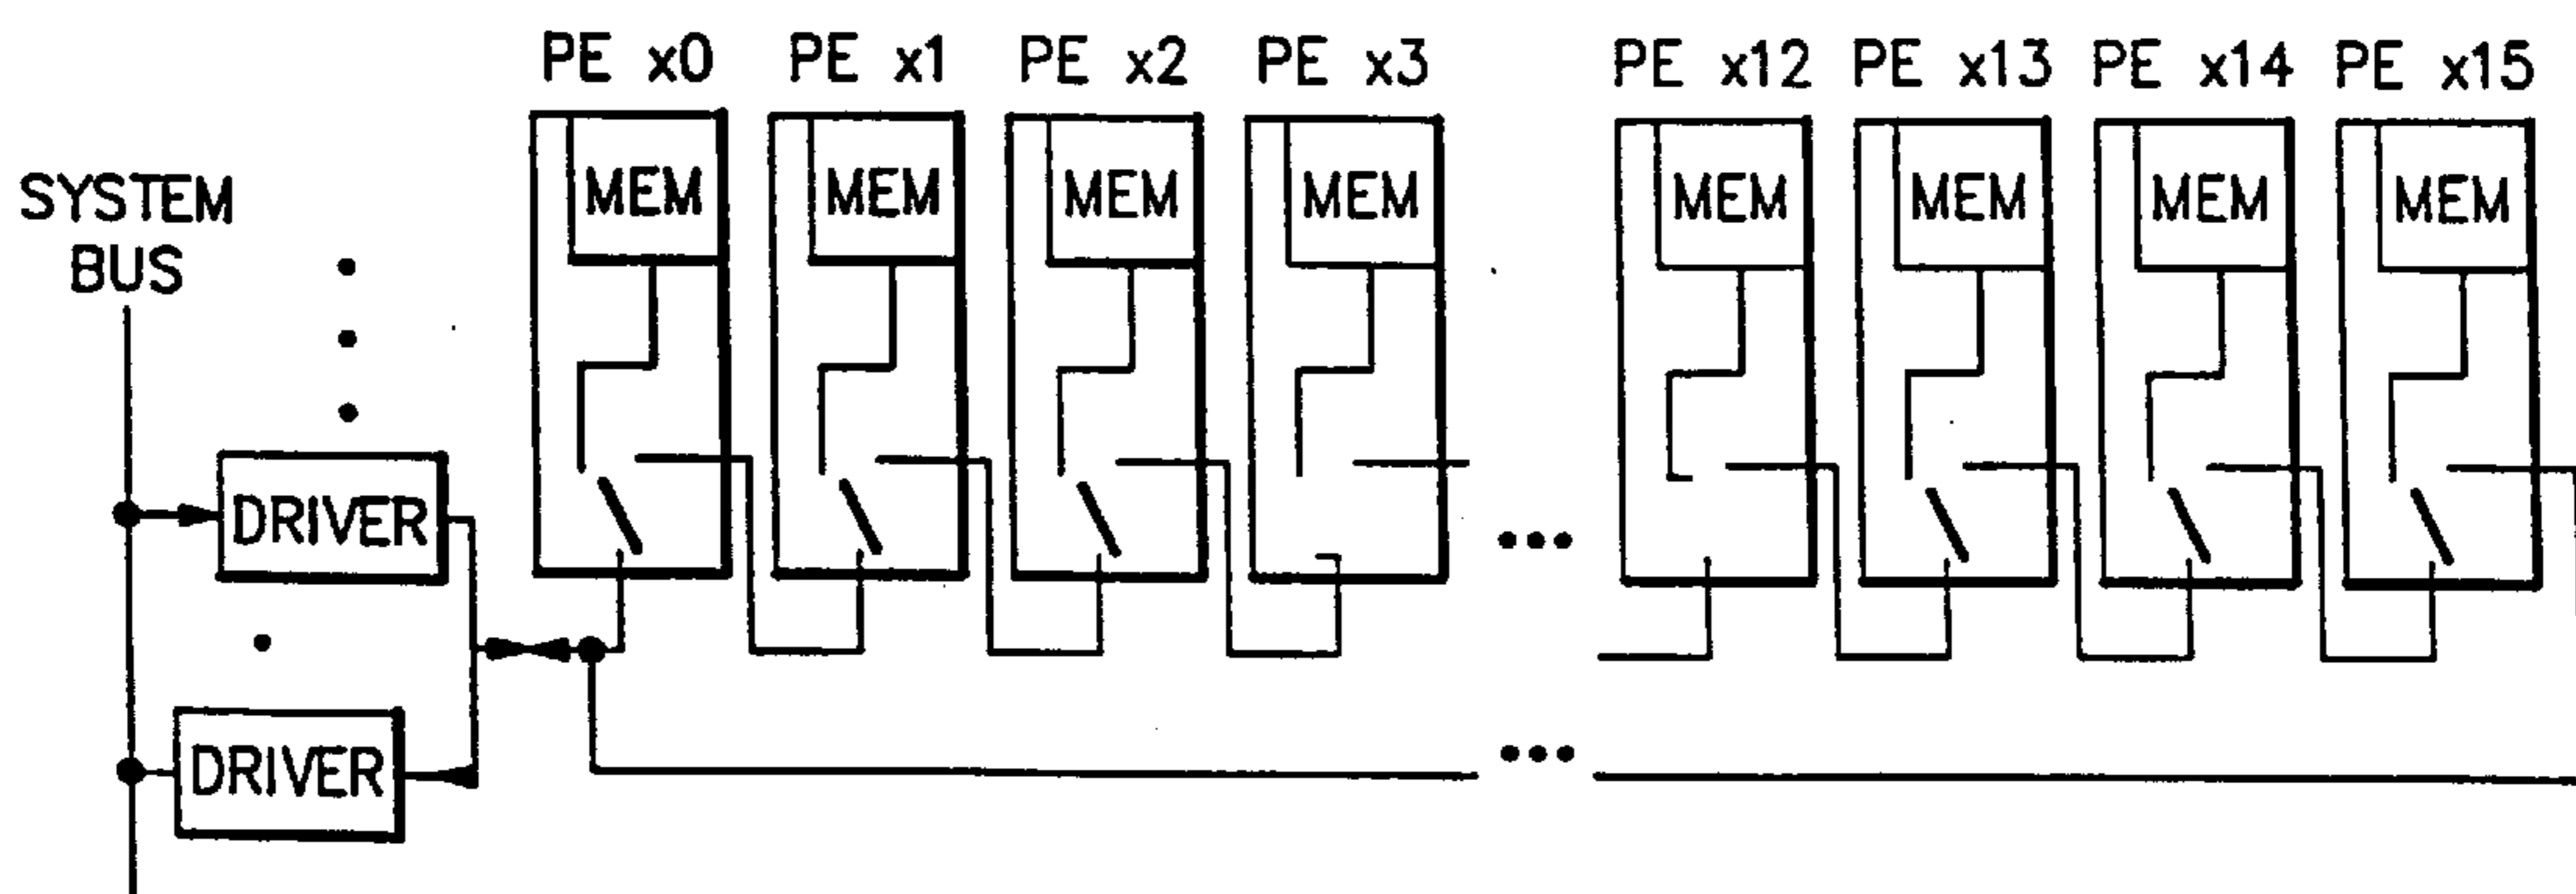 PE x0 PE x1 PE x2 PE x3 PE x12 PE x13 PE x14 PE x15
MEM MEM MEM MEM MEM MEM MEM MEM
SYSTEM
BUS
DRIVER
DRIVER